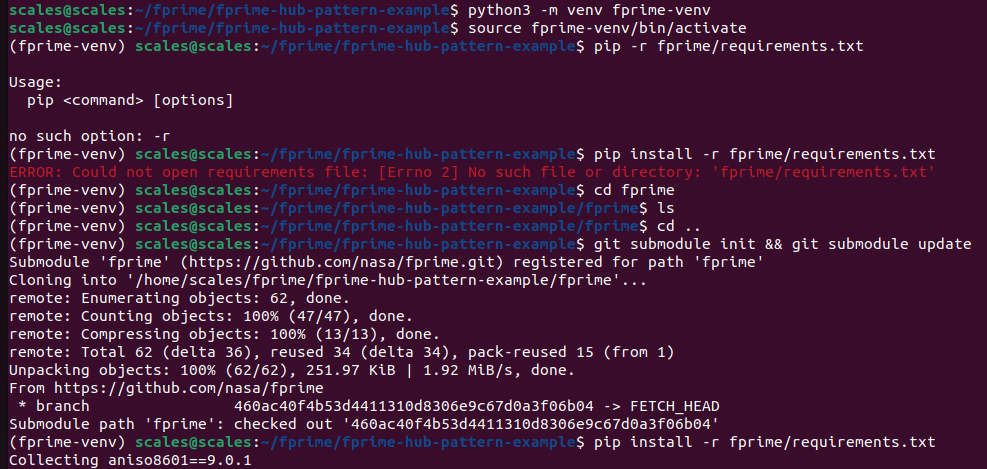 scales@scales:~/fprime/fprime-hub-pattern-example$ python3 -m venv fprime-venv
scales@scales:~/fprime/fprime-hub-pattern-example$ source fprime-venv/bin/activate
(fprime-venv) scales@scales:~/fprime/fprime-hub-pattern-example$ pip -r fprime/requirements.txt
Usage:
  pip <command> [options]
no such option: -r
(fprime-venv) scales@scales:~/fprime/fprime-hub-pattern-example$ pip install -r fprime/requirements.txt
ERROR: Could not open requirements file: [Errno 2] No such file or directory: 'fprime/requirements.txt'
(fprime-venv) scales@scales:~/fprime/fprime-hub-pattern-example$ cd fprime
(fprime-venv) scales@scales:~/fprime/fprime-hub-pattern-example/fprime$ ls
(fprime-venv) scales@scales:~/fprime/fprime-hub-pattern-example/fprime$ cd ..
(fprime-venv) scales@scales:~/fprime/fprime-hub-pattern-example$ git submodule init && git submodule update
Submodule 'fprime' (https://github.com/nasa/fprime.git) registered for path 'fprime'
Cloning into '/home/scales/fprime/fprime-hub-pattern-example/fprime'...
remote: Enumerating objects: 62, done.
remote: Counting objects: 100% (47/47), done.
remote: Compressing objects: 100% (13/13), done.
remote: Total 62 (delta 36), reused 34 (delta 34), pack-reused 15 (from 1)
Unpacking objects: 100% (62/62), 251.97 KiB | 1.92 MiB/s, done.
From https://github.com/nasa/fprime
 * branch                460ac40f4b53d4411310d8306e9c67d0a3f06b04 -> FETCH_HEAD
Submodule path 'fprime': checked out '460ac40f4b53d4411310d8306e9c67d0a3f06b04'
(fprime-venv) scales@scales:~/fprime/fprime-hub-pattern-example$ pip install -r fprime/requirements.txt
Collecting aniso8601==9.0.1